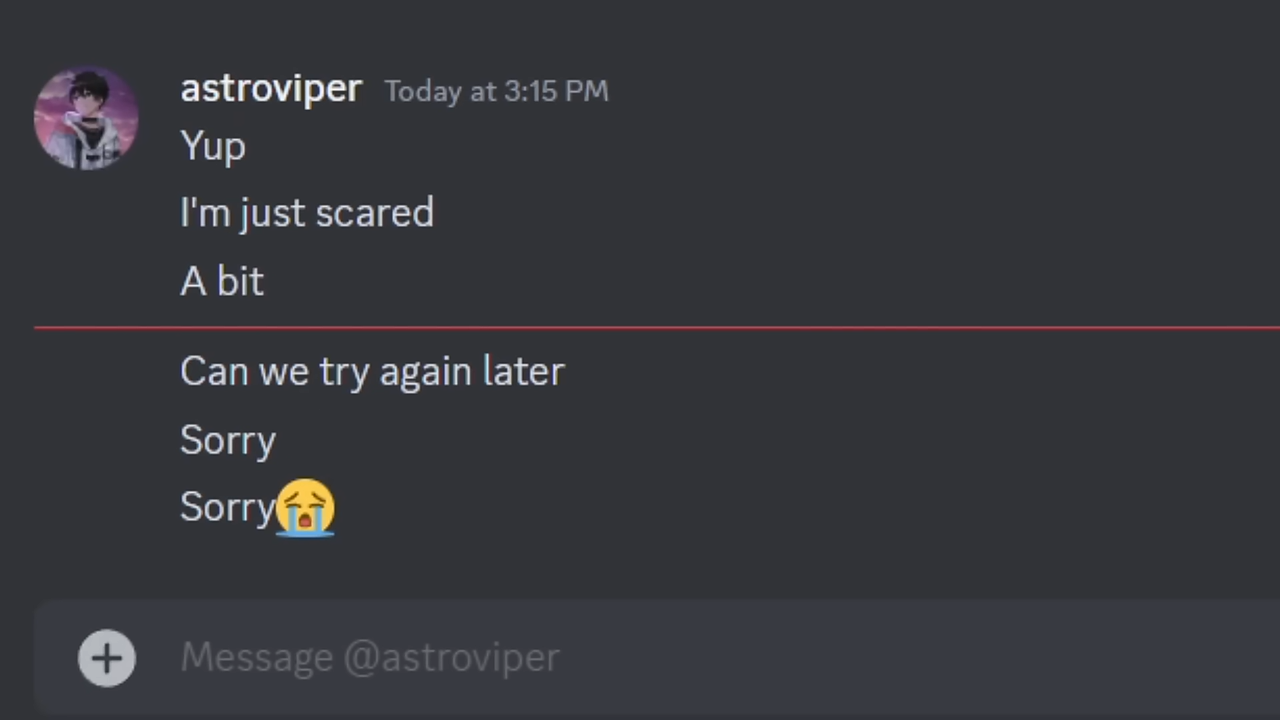 astroviper Today at 3:15 PM
Yup
I'm just scared
A bit
Can we try again later
Sorry
Sorry😭
Message @astroviper